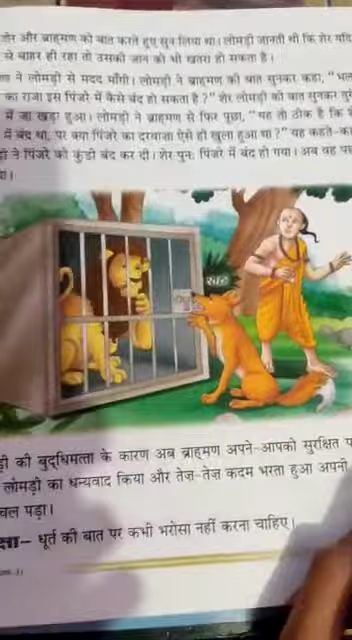 शेर और ब्राह्मण को बात करते हुए सुन लिया था। लोमड़ी जानती थी कि शेर यदि
से बाहर ही रहा तो उसकी जान को भी खतरा हो सकता है।
ने लोमड़ी से मदद माँगी। लोमड़ी ने ब्राह्मण की बात सुनकर कहा, "भल
का राजा इस पिंजरे में कैसे बंद हो सकता है?" शेर लोमड़ी की बात सुनकर तु
में जा खड़ा हुआ। लोमड़ी ने ब्राह्मण से फिर पूछा, "यह तो ठीक है कि
में बंद था, पर क्या पिंजरे का दरवाज़ा ऐसे ही खुला हुआ था?" यह कहते-क
ने पिंजरे की कुंडी बंद कर दी। शेर पुनः पिंजरे में बंद हो गया। अब वह
ड़ी की बुद्धिमत्ता के कारण अब ब्राह्मण अपने-आपको सुरक्षित
लोमड़ी का धन्यवाद किया और तेज़-तेज़ कदम भरता हुआ अपनी
चल पड़ा।
क्षा– धूर्त की बात पर कभी भरोसा नहीं करना चाहिए।